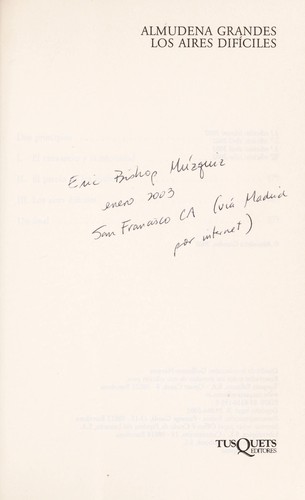 ALMUDENA GRANDES
LOS AIRES DIFÍCILES
Eric Bishop Múzquiz
enero 2003
San Francisco CA (vía Madrid
por internet)
TUSQUETS
EDITORES